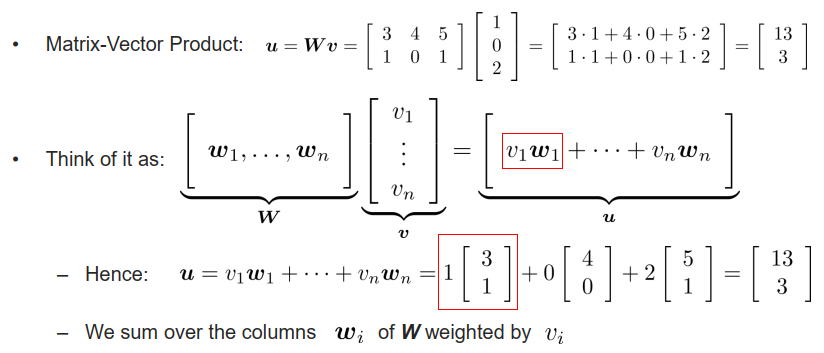 • Matrix-Vector Product: u = Wv = [3 4 5; 1 0 1] [1; 0; 2] = [3·1+4·0+5·2; 1·1+0·0+1·2] = [13; 3]
• Think of it as: [w₁, …, wₙ] [v₁; ⋮; vₙ] = [v₁w₁ + ⋯ + vₙwₙ]
W v u
– Hence: u = v₁w₁ + ⋯ + vₙwₙ = 1 [3; 1] + 0 [4; 0] + 2 [5; 1] = [13; 3]
– We sum over the columns wᵢ of W weighted by vᵢ